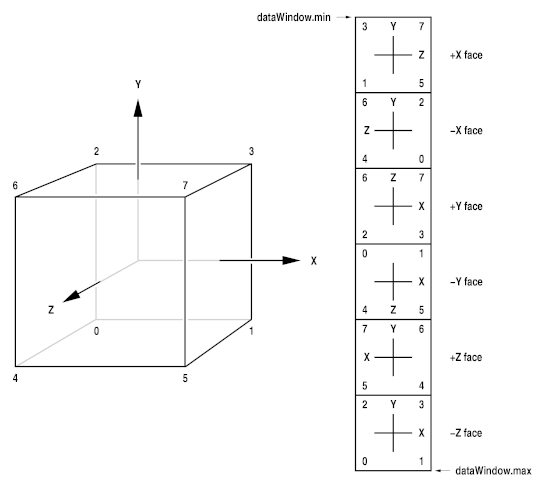 dataWindow.min
3 Y 7
Z
+X face
1 5
6 Y 2
Z
−X face
4 0
6 Z 7
X
+Y face
2 3
0 1
X
−Y face
4 Z 5
7 Y 6
X
+Z face
5 4
2 Y 3
X
−Z face
0 1
dataWindow.max
Y
2 3
6 7
X
Z
0 1
4 5